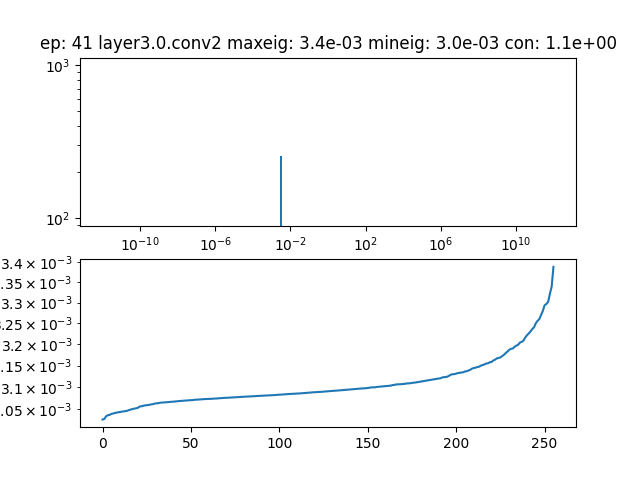 ep: 41 layer3.0.conv2 maxeig: 3.4e-03 mineig: 3.0e-03 con: 1.1e+00
10³
10²
10⁻¹⁰ 10⁻⁶ 10⁻² 10² 10⁶ 10¹⁰
3.4 × 10⁻³
.35 × 10⁻³
3.3 × 10⁻³
.25 × 10⁻³
3.2 × 10⁻³
.15 × 10⁻³
3.1 × 10⁻³
.05 × 10⁻³
0 50 100 150 200 250